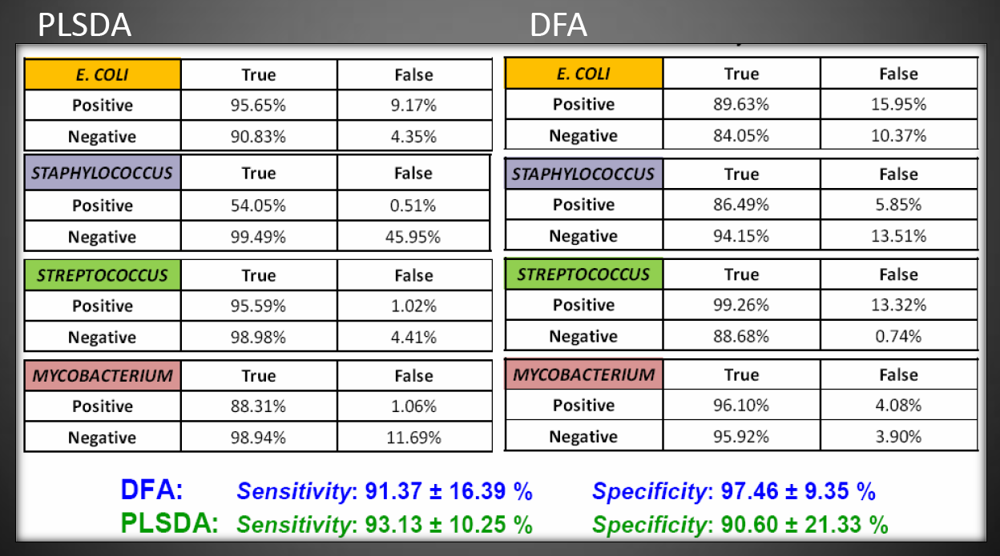 PLSDA
DFA
E. COLI True False
Positive 95.65% 9.17%
Negative 90.83% 4.35%
STAPHYLOCOCCUS True False
Positive 54.05% 0.51%
Negative 99.49% 45.95%
STREPTOCOCCUS True False
Positive 95.59% 1.02%
Negative 98.98% 4.41%
MYCOBACTERIUM True False
Positive 88.31% 1.06%
Negative 98.94% 11.69%
E. COLI True False
Positive 89.63% 15.95%
Negative 84.05% 10.37%
STAPHYLOCOCCUS True False
Positive 86.49% 5.85%
Negative 94.15% 13.51%
STREPTOCOCCUS True False
Positive 99.26% 13.32%
Negative 88.68% 0.74%
MYCOBACTERIUM True False
Positive 96.10% 4.08%
Negative 95.92% 3.90%
DFA: Sensitivity: 91.37 ± 16.39 % Specificity: 97.46 ± 9.35 %
PLSDA: Sensitivity: 93.13 ± 10.25 % Specificity: 90.60 ± 21.33 %